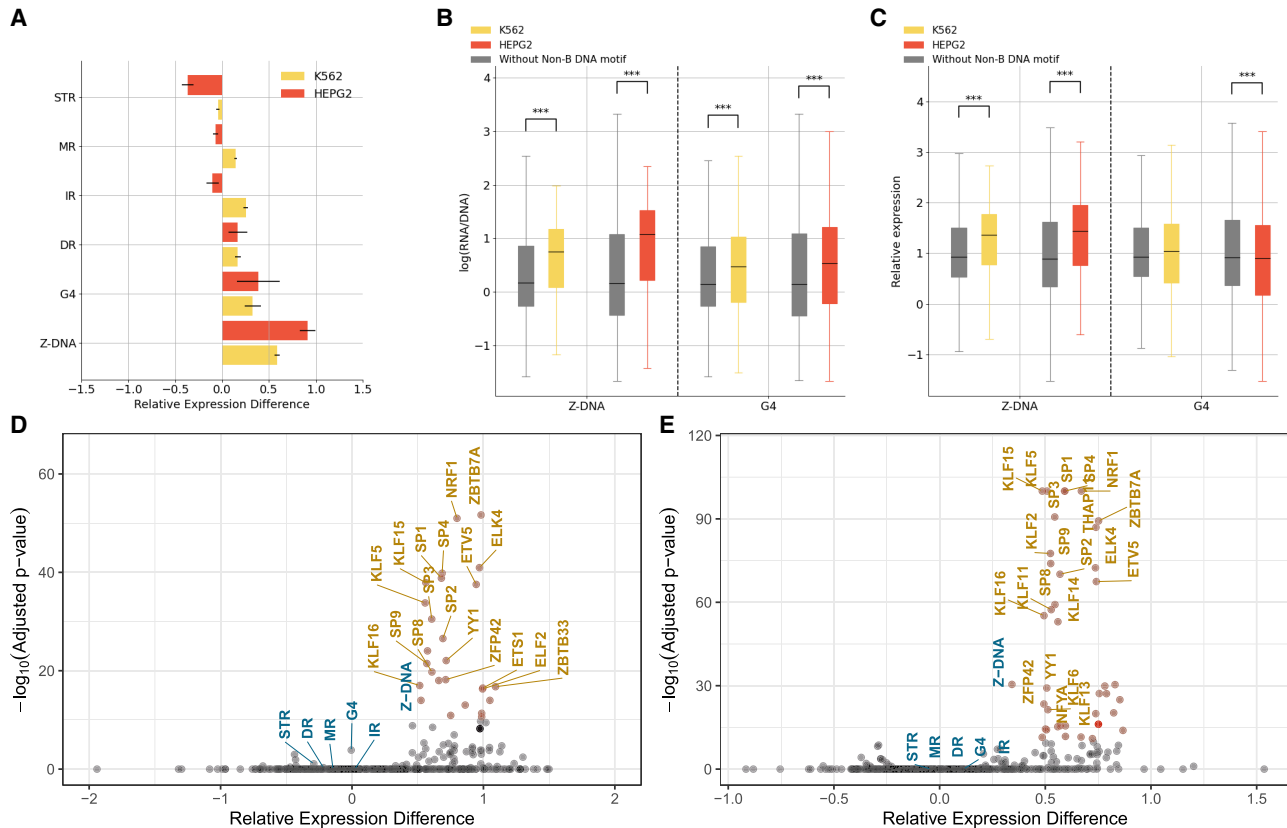 A
K562
HEPG2
STR
MR
IR
DR
G4
Z-DNA
−1.5
−1.0
−0.5
0.0
0.5
1.0
1.5
Relative Expression Difference
B
K562
HEPG2
Without Non-B DNA motif
4
3
2
1
0
−1
log(RNA/DNA)
***
***
***
***
Z-DNA
G4
C
K562
HEPG2
Without Non-B DNA motif
4
3
2
1
0
−1
Relative expression
***
***
***
Z-DNA
G4
D
60
40
20
0
−log10(Adjusted p-value)
ZBTB7A
NRF1
ELK4
ETV5
SP4
SP1
KLF15
KLF5
SP3
SP2
YY1
SP9
SP8
KLF16
ZFP42
ETS1
ELF2
ZBTB33
Z−DNA
STR
DR
MR
G4
IR
−2
−1
0
1
2
Relative Expression Difference
E
120
90
60
30
0
−log10(Adjusted p-value)
KLF15
KLF5
SP3
SP1
SP4
NRF1
THAP11
ZBTB7A
KLF2
SP9
SP2
ELK4
ETV5
KLF16
KLF11
SP8
KLF14
Z−DNA
ZFP42
YY1
NFYA
KLF6
KLF13
STR
MR
DR
G4
IR
−1.0
−0.5
0.0
0.5
1.0
1.5
Relative Expression Difference